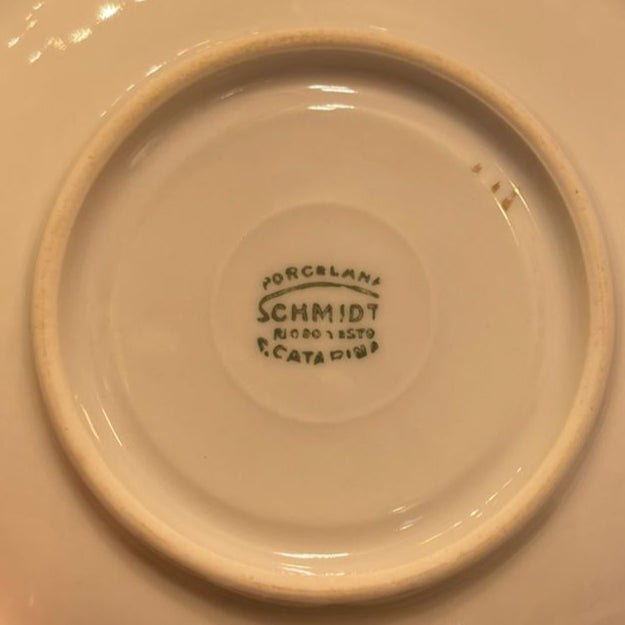 PORCELANA
SCHMIDT
RIO DO TESTO
S. CATARINA